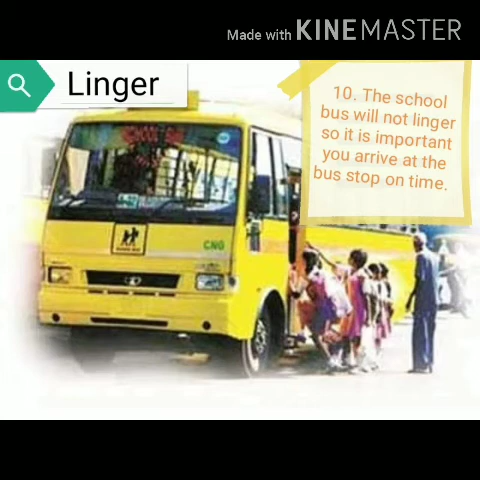 Made with KINEMASTER
Linger
10. The school
bus will not linger
so it is important
you arrive at the
bus stop on time.
CNG